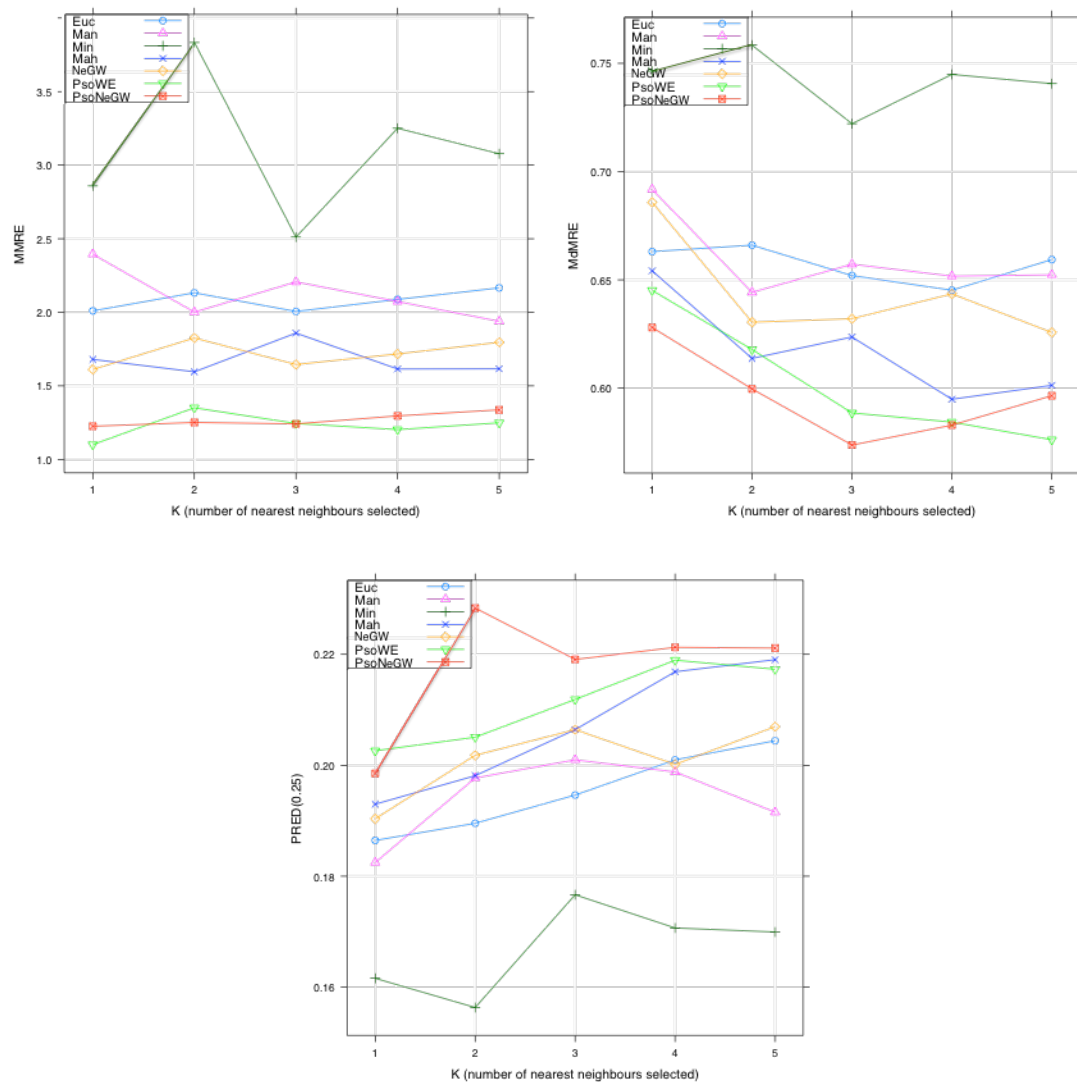 Euc
Man
Min
Mah
NeGW
PsoWE
PsoNeGW
3.5
3.0
2.5
2.0
1.5
1.0
MMRE
1 2 3 4 5
K (number of nearest neighbours selected)
Euc
Man
Min
Mah
NeGW
PsoWE
PsoNeGW
0.75
0.70
0.65
0.60
MdMRE
1 2 3 4 5
K (number of nearest neighbours selected)
Euc
Man
Min
Mah
NeGW
PsoWE
PsoNeGW
0.22
0.20
0.18
0.16
PRED(0.25)
1 2 3 4 5
K (number of nearest neighbours selected)